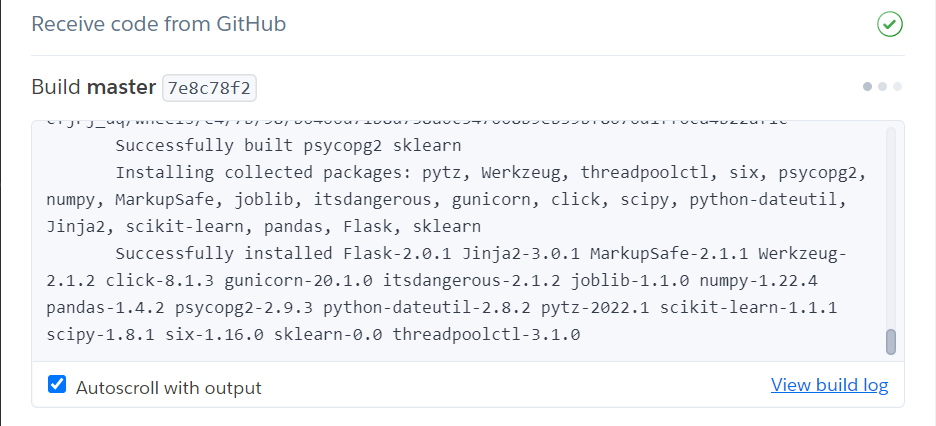 Receive code from GitHub
Build master 7e8c78f2
Successfully built psycopg2 sklearn
Installing collected packages: pytz, Werkzeug, threadpoolctl, six, psycopg2,
numpy, MarkupSafe, joblib, itsdangerous, gunicorn, click, scipy, python-dateutil,
Jinja2, scikit-learn, pandas, Flask, sklearn
Successfully installed Flask-2.0.1 Jinja2-3.0.1 MarkupSafe-2.1.1 Werkzeug-
2.1.2 click-8.1.3 gunicorn-20.1.0 itsdangerous-2.1.2 joblib-1.1.0 numpy-1.22.4
pandas-1.4.2 psycopg2-2.9.3 python-dateutil-2.8.2 pytz-2022.1 scikit-learn-1.1.1
scipy-1.8.1 six-1.16.0 sklearn-0.0 threadpoolctl-3.1.0
Autoscroll with output
View build log